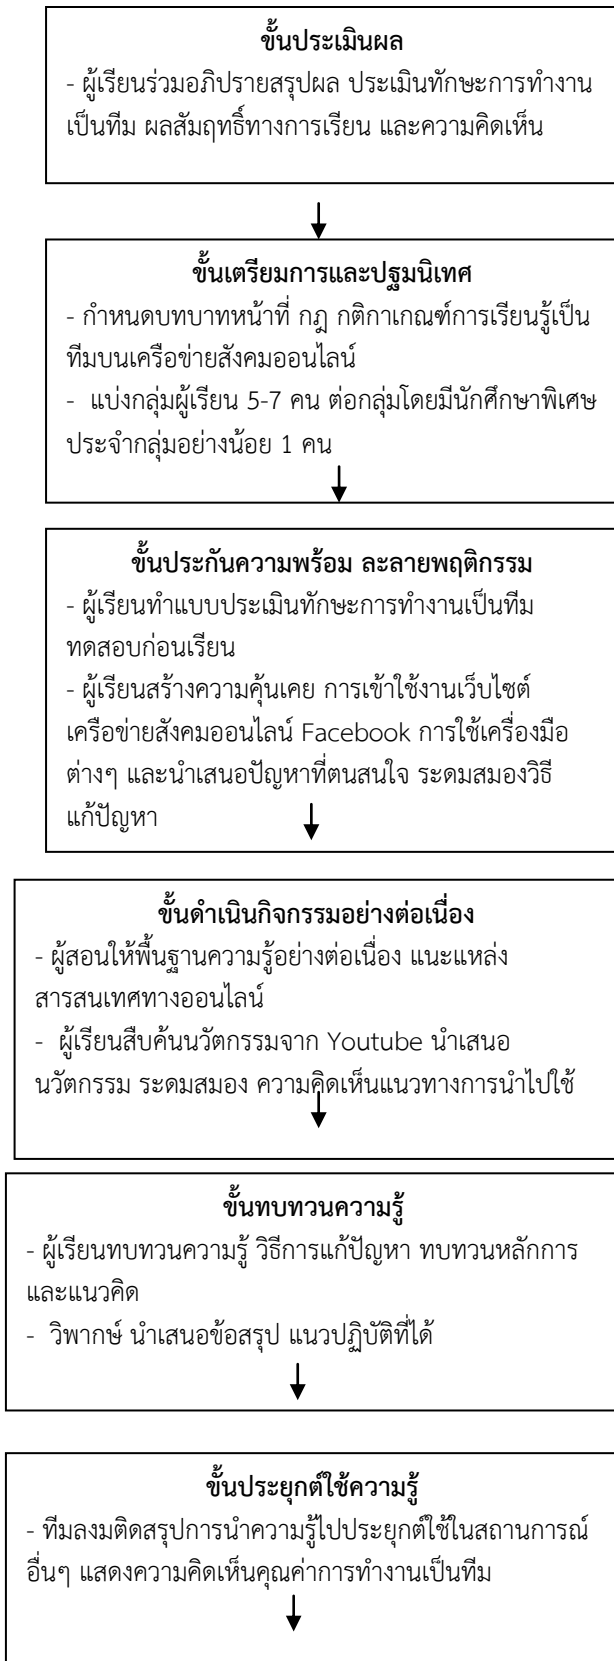 ขั้นประเมินผล
- ผู้เรียนร่วมอภิปรายสรุปผล ประเมินทักษะการทำงาน
เป็นทีม ผลสัมฤทธิ์ทางการเรียน และความคิดเห็น
ขั้นเตรียมการและปฐมนิเทศ
- กำหนดบทบาทหน้าที่ กฎ กติกาเกณฑ์การเรียนรู้เป็น
ทีมบนเครือข่ายสังคมออนไลน์
- แบ่งกลุ่มผู้เรียน 5-7 คน ต่อกลุ่มโดยมีนักศึกษาพิเศษ
ประจำกลุ่มอย่างน้อย 1 คน
ขั้นประกันความพร้อม ละลายพฤติกรรม
- ผู้เรียนทำแบบประเมินทักษะการทำงานเป็นทีม
ทดสอบก่อนเรียน
- ผู้เรียนสร้างความคุ้นเคย การเข้าใช้งานเว็บไซต์
เครือข่ายสังคมออนไลน์ Facebook การใช้เครื่องมือ
ต่างๆ และนำเสนอปัญหาที่ตนสนใจ ระดมสมองวิธี
แก้ปัญหา
ขั้นดำเนินกิจกรรมอย่างต่อเนื่อง
- ผู้สอนให้พื้นฐานความรู้อย่างต่อเนื่อง แนะแหล่ง
สารสนเทศทางออนไลน์
- ผู้เรียนสืบค้นนวัตกรรมจาก Youtube นำเสนอ
นวัตกรรม ระดมสมอง ความคิดเห็นแนวทางการนำไปใช้
ขั้นทบทวนความรู้
- ผู้เรียนทบทวนความรู้ วิธีการแก้ปัญหา ทบทวนหลักการ
และแนวคิด
- วิพากษ์ นำเสนอข้อสรุป แนวปฏิบัติที่ได้
ขั้นประยุกต์ใช้ความรู้
- ทีมลงมติสรุปการนำความรู้ไปประยุกต์ใช้ในสถานการณ์
อื่นๆ แสดงความคิดเห็นคุณค่าการทำงานเป็นทีม